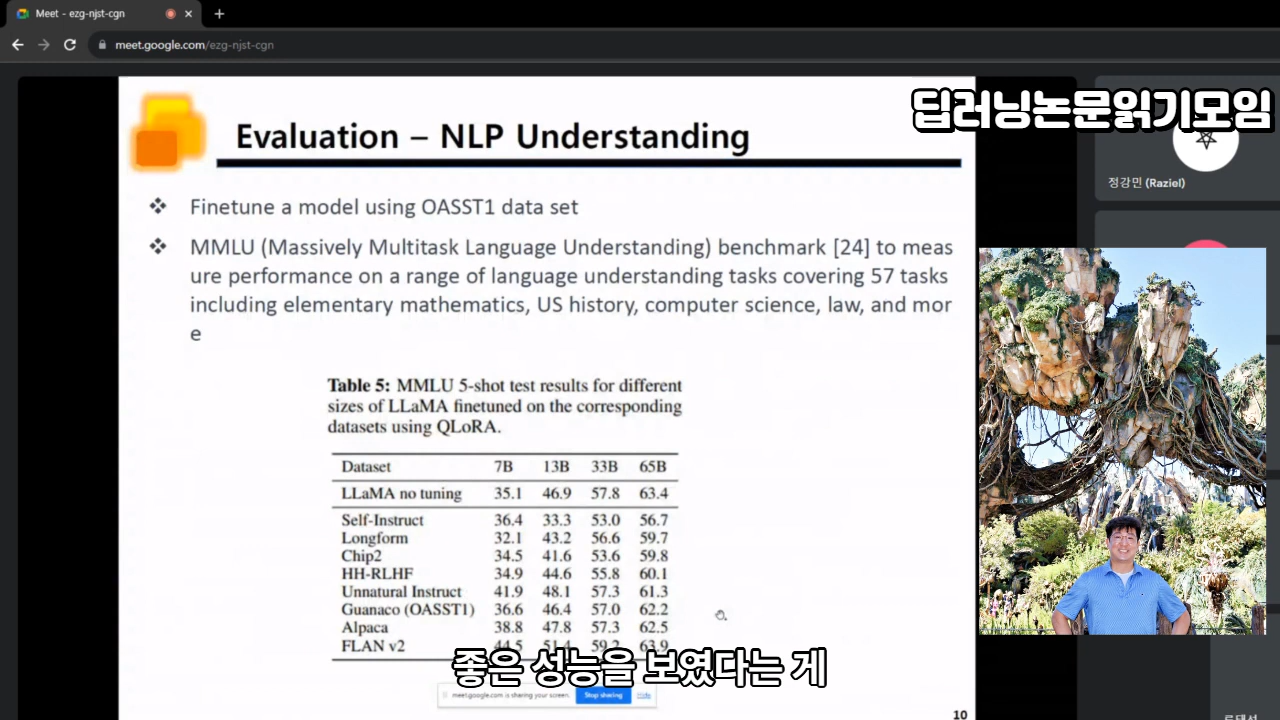 Meet - ezg-njst-cgn
meet.google.com/ezg-njst-cgn
딥러닝논문읽기모임
정강민 (Raziel)
Evaluation – NLP Understanding
Finetune a model using OASST1 data set
MMLU (Massively Multitask Language Understanding) benchmark [24] to meas
ure performance on a range of language understanding tasks covering 57 tasks
including elementary mathematics, US history, computer science, law, and mor
e
Table 5: MMLU 5-shot test results for different
sizes of LLaMA finetuned on the corresponding
datasets using QLoRA.
Dataset 7B 13B 33B 65B
LLaMA no tuning 35.1 46.9 57.8 63.4
Self-Instruct 36.4 33.3 53.0 56.7
Longform 32.1 43.2 56.6 59.7
Chip2 34.5 41.6 53.6 59.8
HH-RLHF 34.9 44.6 55.8 60.1
Unnatural Instruct 41.9 48.1 57.3 61.3
Guanaco (OASST1) 36.6 46.4 57.0 62.2
Alpaca 38.8 47.8 57.3 62.5
FLAN v2 44.5 51.4 59.2 63.9
좋은 성능을 보였다는 게
meet.google.com is sharing your screen. Stop sharing Hide
10